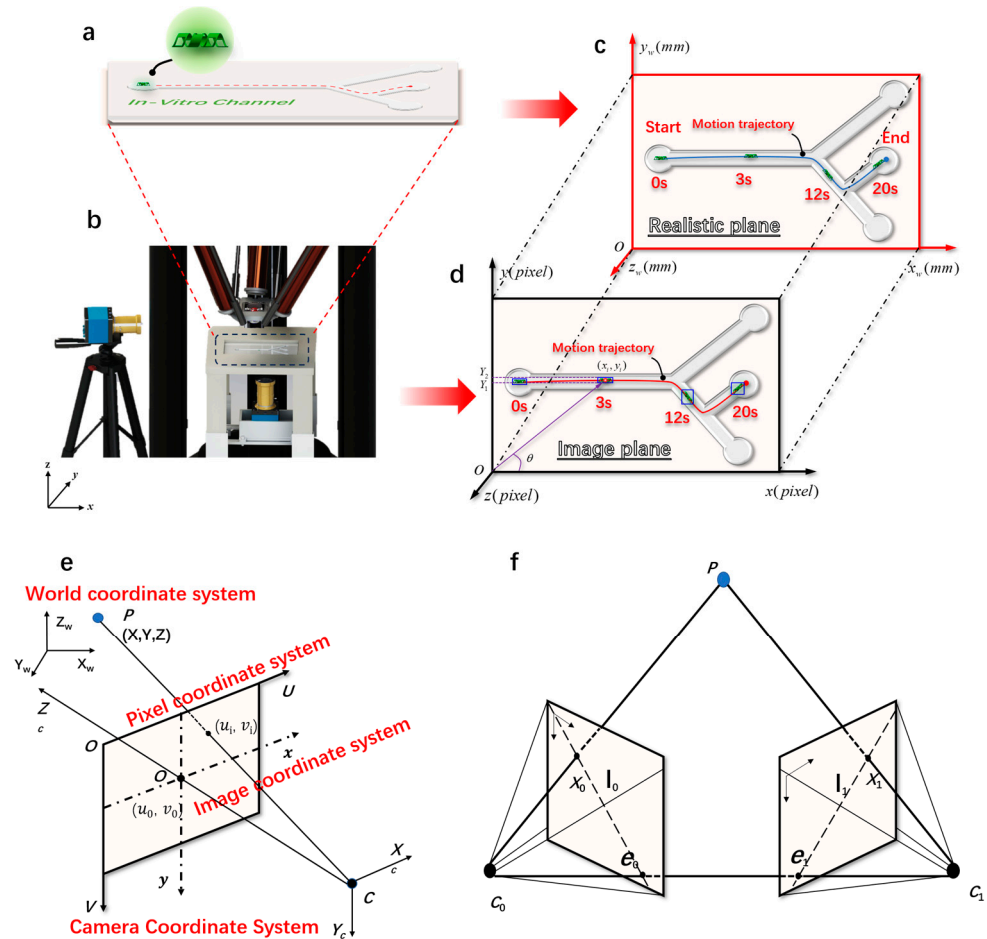 a
In-Vitro Channel
b
z
y
x
c
y_w(mm)
Start
Motion trajectory
End
0s
3s
12s
20s
Realistic plane
O
z_w(mm)
x_w(mm)
d
y(pixel)
Motion trajectory
(x_i, y_i)
Y_2
Y_1
0s
3s
12s
20s
Image plane
O
θ
z(pixel)
x(pixel)
e
World coordinate system
P
(X,Y,Z)
Z_w
Y_w
X_w
Pixel coordinate system
U
Z_c
(u_i, v_i)
O
x
O
Image coordinate system
(u_0, v_0)
X_c
y
C
V
Y_c
Camera Coordinate System
f
P
X_0
l_0
X_1
l_1
e_0
e_1
C_0
C_1